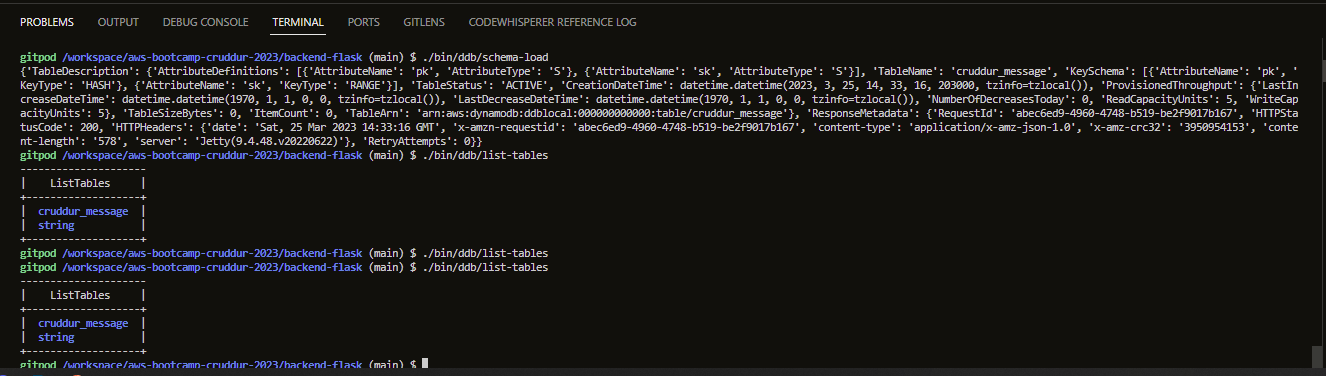 PROBLEMS OUTPUT DEBUG CONSOLE TERMINAL PORTS GITLENS CODEWHISPERER REFERENCE LOG
gitpod /workspace/aws-bootcamp-cruddur-2023/backend-flask (main) $ ./bin/ddb/schema-load
{'TableDescription': {'AttributeDefinitions': [{'AttributeName': 'pk', 'AttributeType': 'S'}, {'AttributeName': 'sk', 'AttributeType': 'S'}], 'TableName': 'cruddur_message', 'KeySchema': [{'AttributeName': 'pk', '
KeyType': 'HASH'}, {'AttributeName': 'sk', 'KeyType': 'RANGE'}], 'TableStatus': 'ACTIVE', 'CreationDateTime': datetime.datetime(2023, 3, 25, 14, 33, 16, 203000, tzinfo=tzlocal()), 'ProvisionedThroughput': {'LastIn
creaseDateTime': datetime.datetime(1970, 1, 1, 0, 0, tzinfo=tzlocal()), 'LastDecreaseDateTime': datetime.datetime(1970, 1, 1, 0, 0, tzinfo=tzlocal()), 'NumberOfDecreasesToday': 0, 'ReadCapacityUnits': 5, 'WriteCap
acityUnits': 5}, 'TableSizeBytes': 0, 'ItemCount': 0, 'TableArn': 'arn:aws:dynamodb:ddblocal:000000000000:table/cruddur_message'}, 'ResponseMetadata': {'RequestId': 'abec6ed9-4960-4748-b519-be2f9017b167', 'HTTPSta
tusCode': 200, 'HTTPHeaders': {'date': 'Sat, 25 Mar 2023 14:33:16 GMT', 'x-amzn-requestid': 'abec6ed9-4960-4748-b519-be2f9017b167', 'content-type': 'application/x-amz-json-1.0', 'x-amz-crc32': '3950954153', 'conte
nt-length': '578', 'server': 'Jetty(9.4.48.v20220622)'}, 'RetryAttempts': 0}}
gitpod /workspace/aws-bootcamp-cruddur-2023/backend-flask (main) $ ./bin/ddb/list-tables
---------------------
|    ListTables     |
+-------------------+
|  cruddur_message  |
|  string           |
+-------------------+
gitpod /workspace/aws-bootcamp-cruddur-2023/backend-flask (main) $ ./bin/ddb/list-tables
gitpod /workspace/aws-bootcamp-cruddur-2023/backend-flask (main) $ ./bin/ddb/list-tables
---------------------
|    ListTables     |
+-------------------+
|  cruddur_message  |
|  string           |
+-------------------+
gitpod /workspace/aws-bootcamp-cruddur-2023/backend-flask (main) $